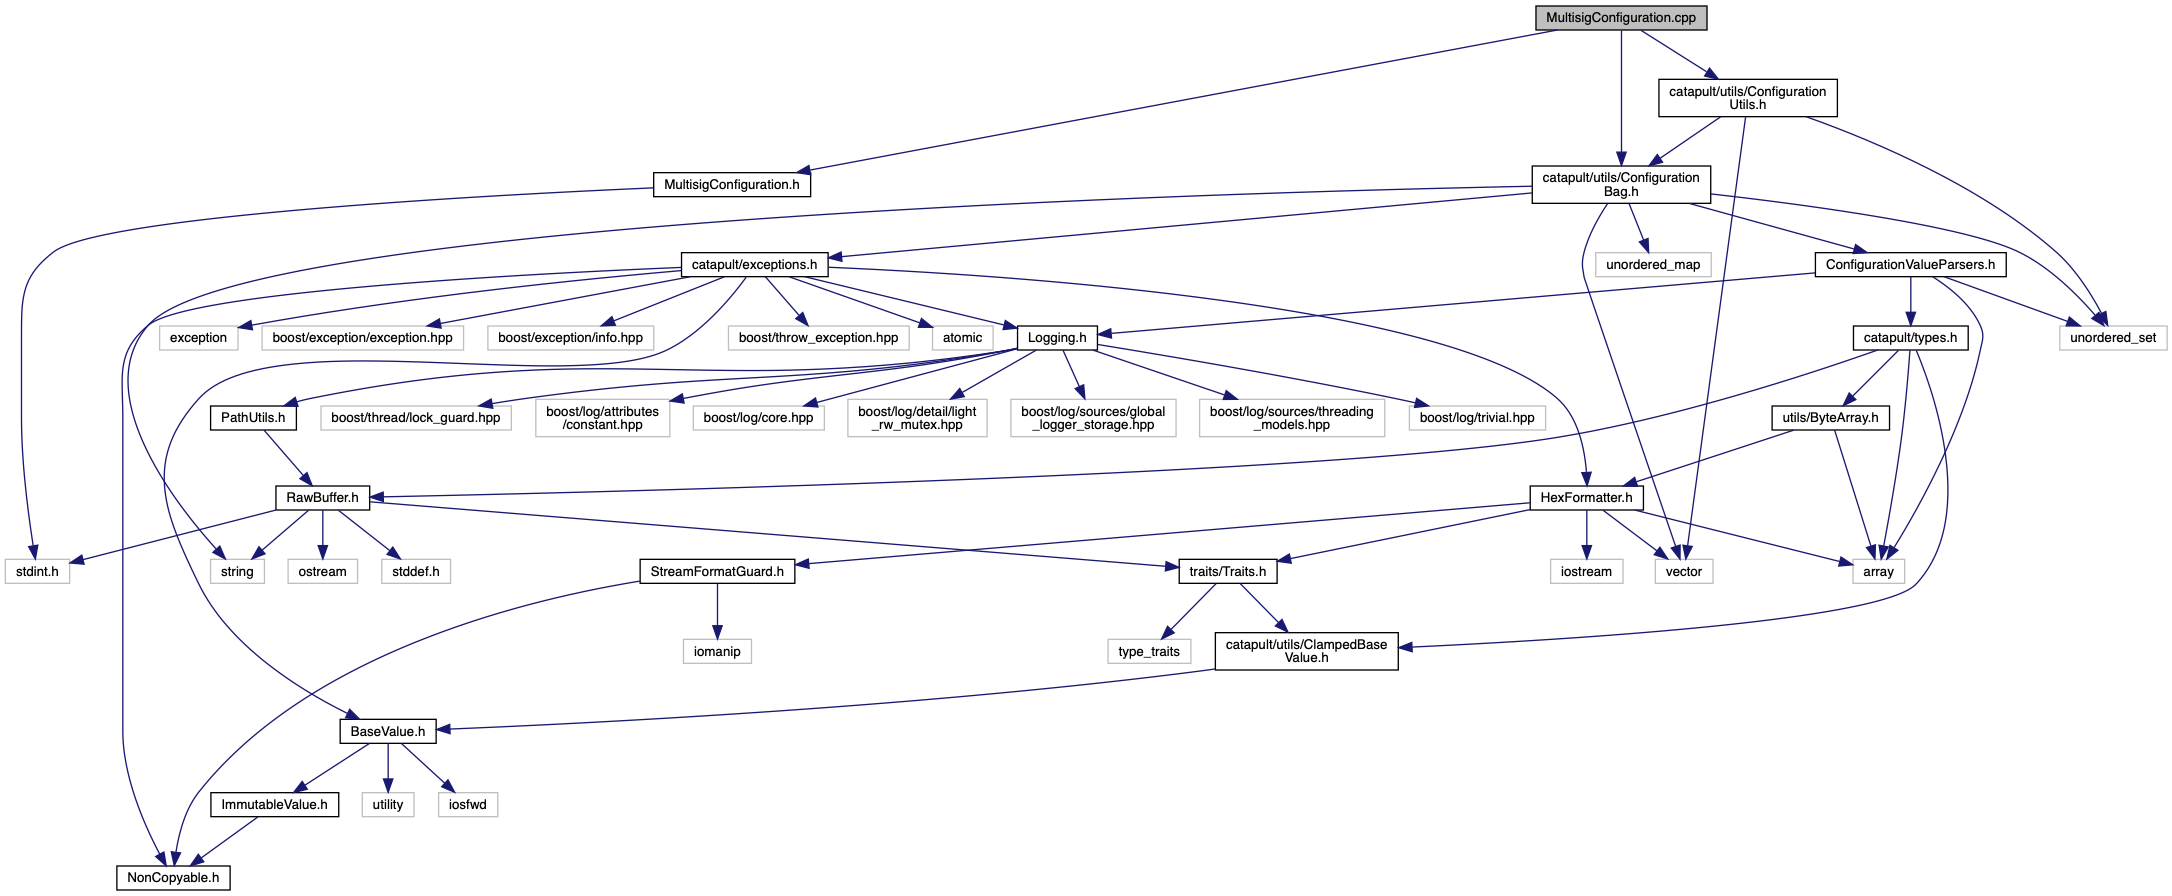 MultisigConfiguration.cpp
catapult/utils/Configuration
Utils.h
MultisigConfiguration.h
catapult/utils/Configuration
Bag.h
catapult/exceptions.h
unordered_map
ConfigurationValueParsers.h
exception
boost/exception/exception.hpp
boost/exception/info.hpp
boost/throw_exception.hpp
atomic
Logging.h
catapult/types.h
unordered_set
PathUtils.h
boost/thread/lock_guard.hpp
boost/log/attributes
/constant.hpp
boost/log/core.hpp
boost/log/detail/light
_rw_mutex.hpp
boost/log/sources/global
_logger_storage.hpp
boost/log/sources/threading
_models.hpp
boost/log/trivial.hpp
utils/ByteArray.h
RawBuffer.h
HexFormatter.h
stdint.h
string
ostream
stddef.h
StreamFormatGuard.h
traits/Traits.h
iostream
vector
array
iomanip
type_traits
catapult/utils/ClampedBase
Value.h
BaseValue.h
ImmutableValue.h
utility
iosfwd
NonCopyable.h